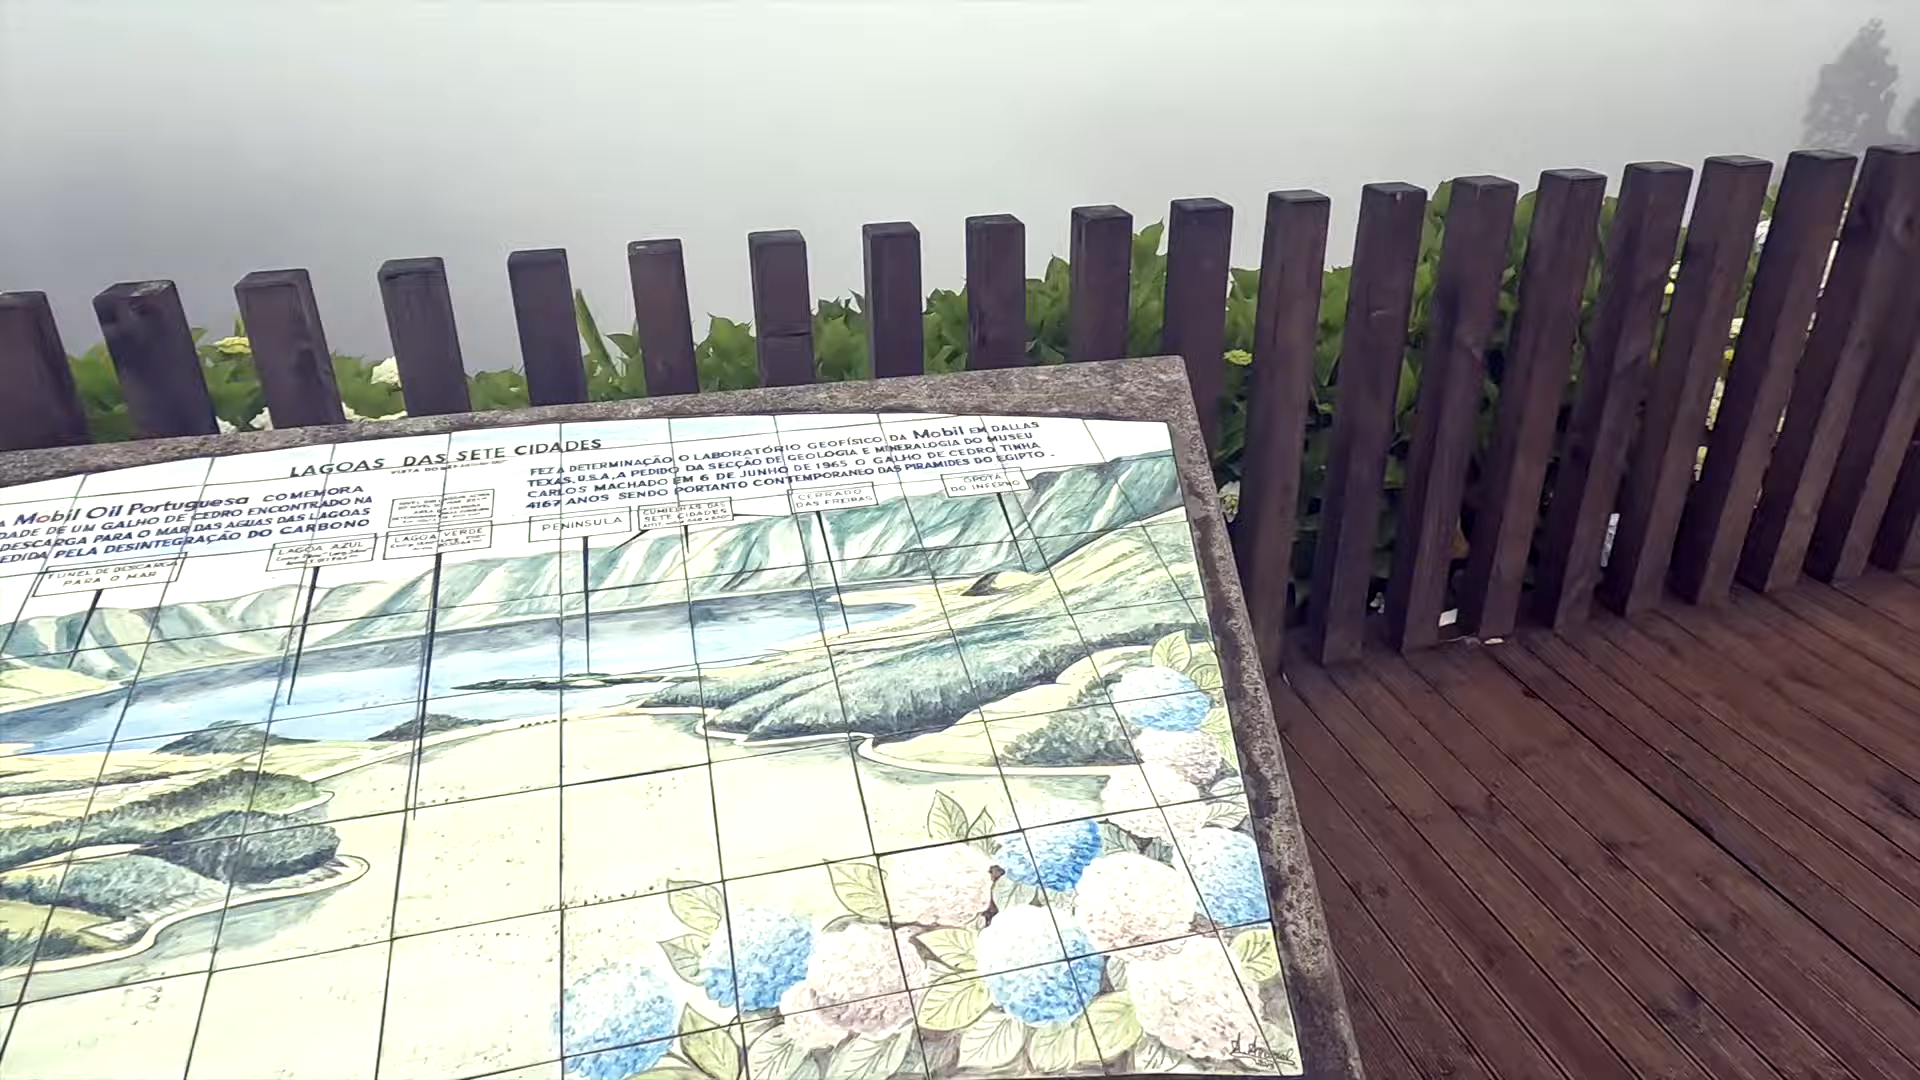 LAGOAS DAS SETE CIDADES
A Mobil Oil Portuguesa COMEMORA
DADE DE UM GALHO DE CEDRO ENCONTRADO NA
DESCARGA PARA O MAR DAS AGUAS DAS LAGOAS
EDIDA PELA DESINTEGRAÇÃO DO CARBONO
FEZ A DETERMINAÇÃO O LABORATÓRIO GEOFÍSICO DA Mobil EM DALLAS
TEXAS, U.S.A., A PEDIDO DA SECÇÃO DE GEOLOGIA E MINERALOGIA DO MUSEU
CARLOS MACHADO EM 6 DE JUNHO DE 1965 O GALHO DE CEDRO TINHA
4167 ANOS SENDO PORTANTO CONTEMPORANEO DAS PIRAMIDES DO EGIPTO.
TUNEL DE DESCARGA
PARA O MAR
LAGOA AZUL
LAGOA VERDE
PENINSULA
CUMIEIRAS DAS
SETE CIDADES
CERRADO
DAS FREIRAS
GROTA
DO INFERNO